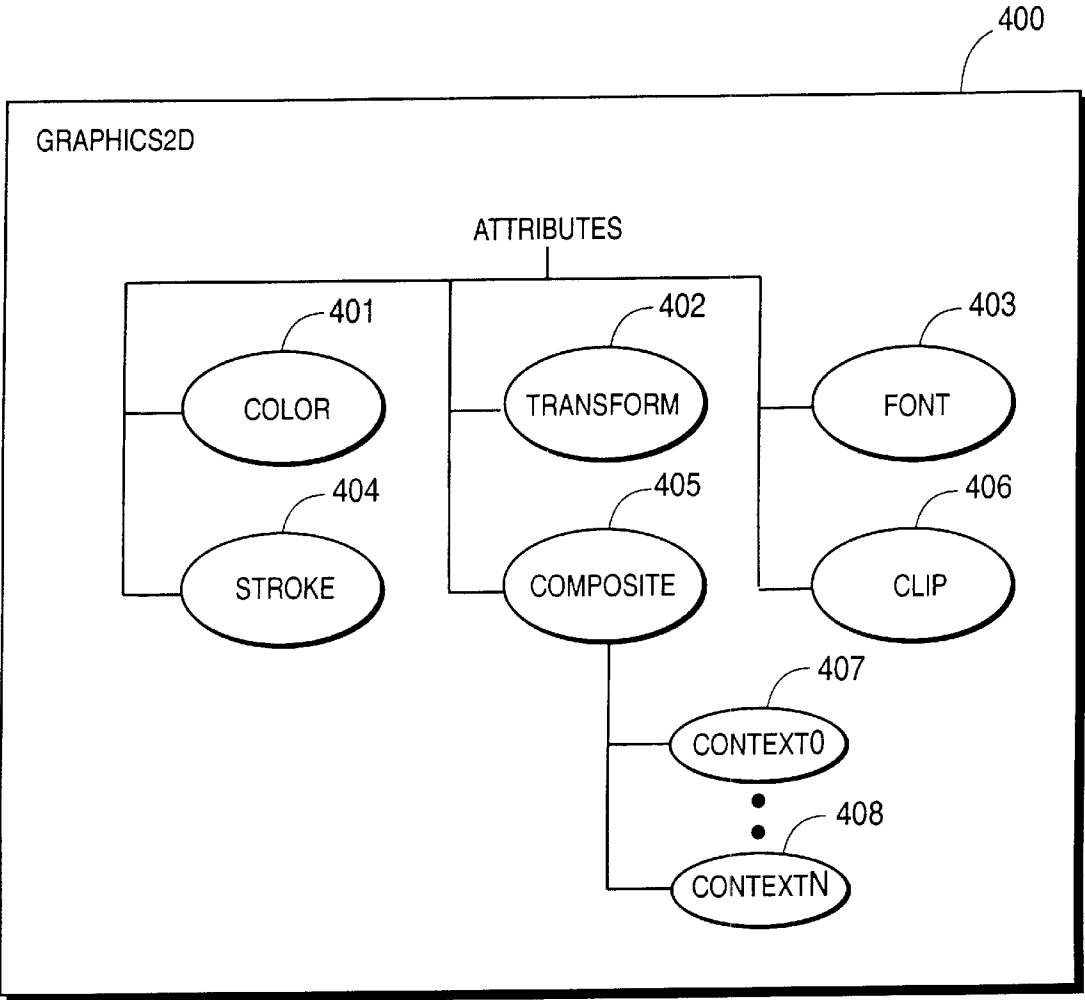 400
GRAPHICS2D
ATTRIBUTES
401
402
403
COLOR
TRANSFORM
FONT
404
405
406
STROKE
COMPOSITE
CLIP
407
CONTEXT0
408
CONTEXTN